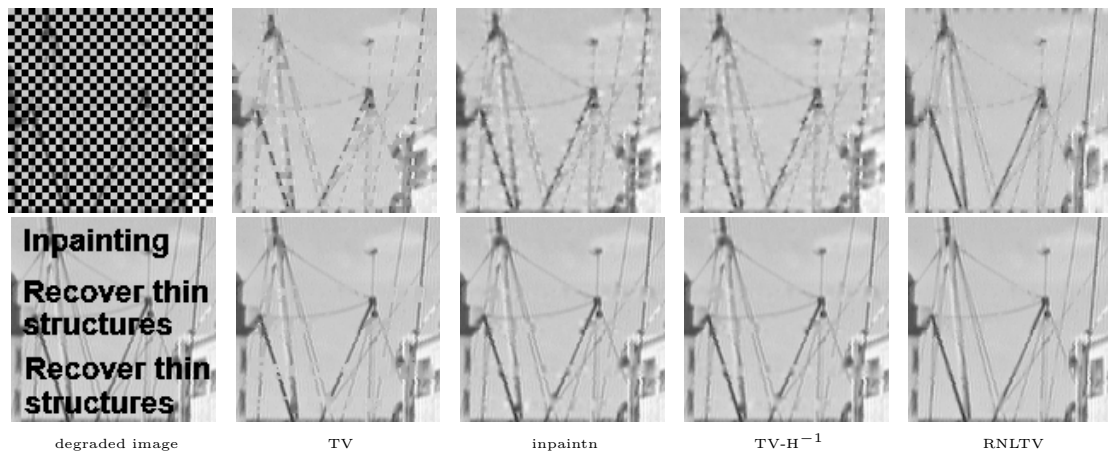 Inpainting
Recover thin
structures
Recover thin
structures
degraded image TV inpaintn TV-H⁻¹ RNLTV